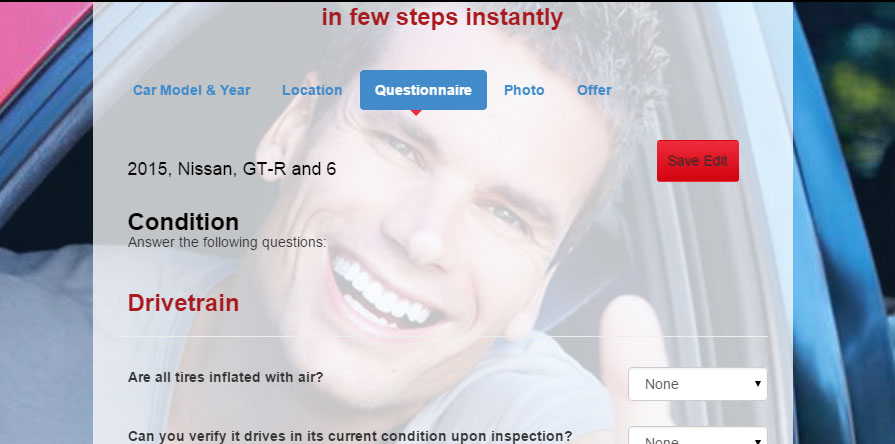 in few steps instantly
Car Model & Year Location Questionnaire Photo Offer
2015, Nissan, GT-R and 6
Save Edit
Condition
Answer the following questions:
Drivetrain
Are all tires inflated with air?
None
Can you verify it drives in its current condition upon inspection?
None